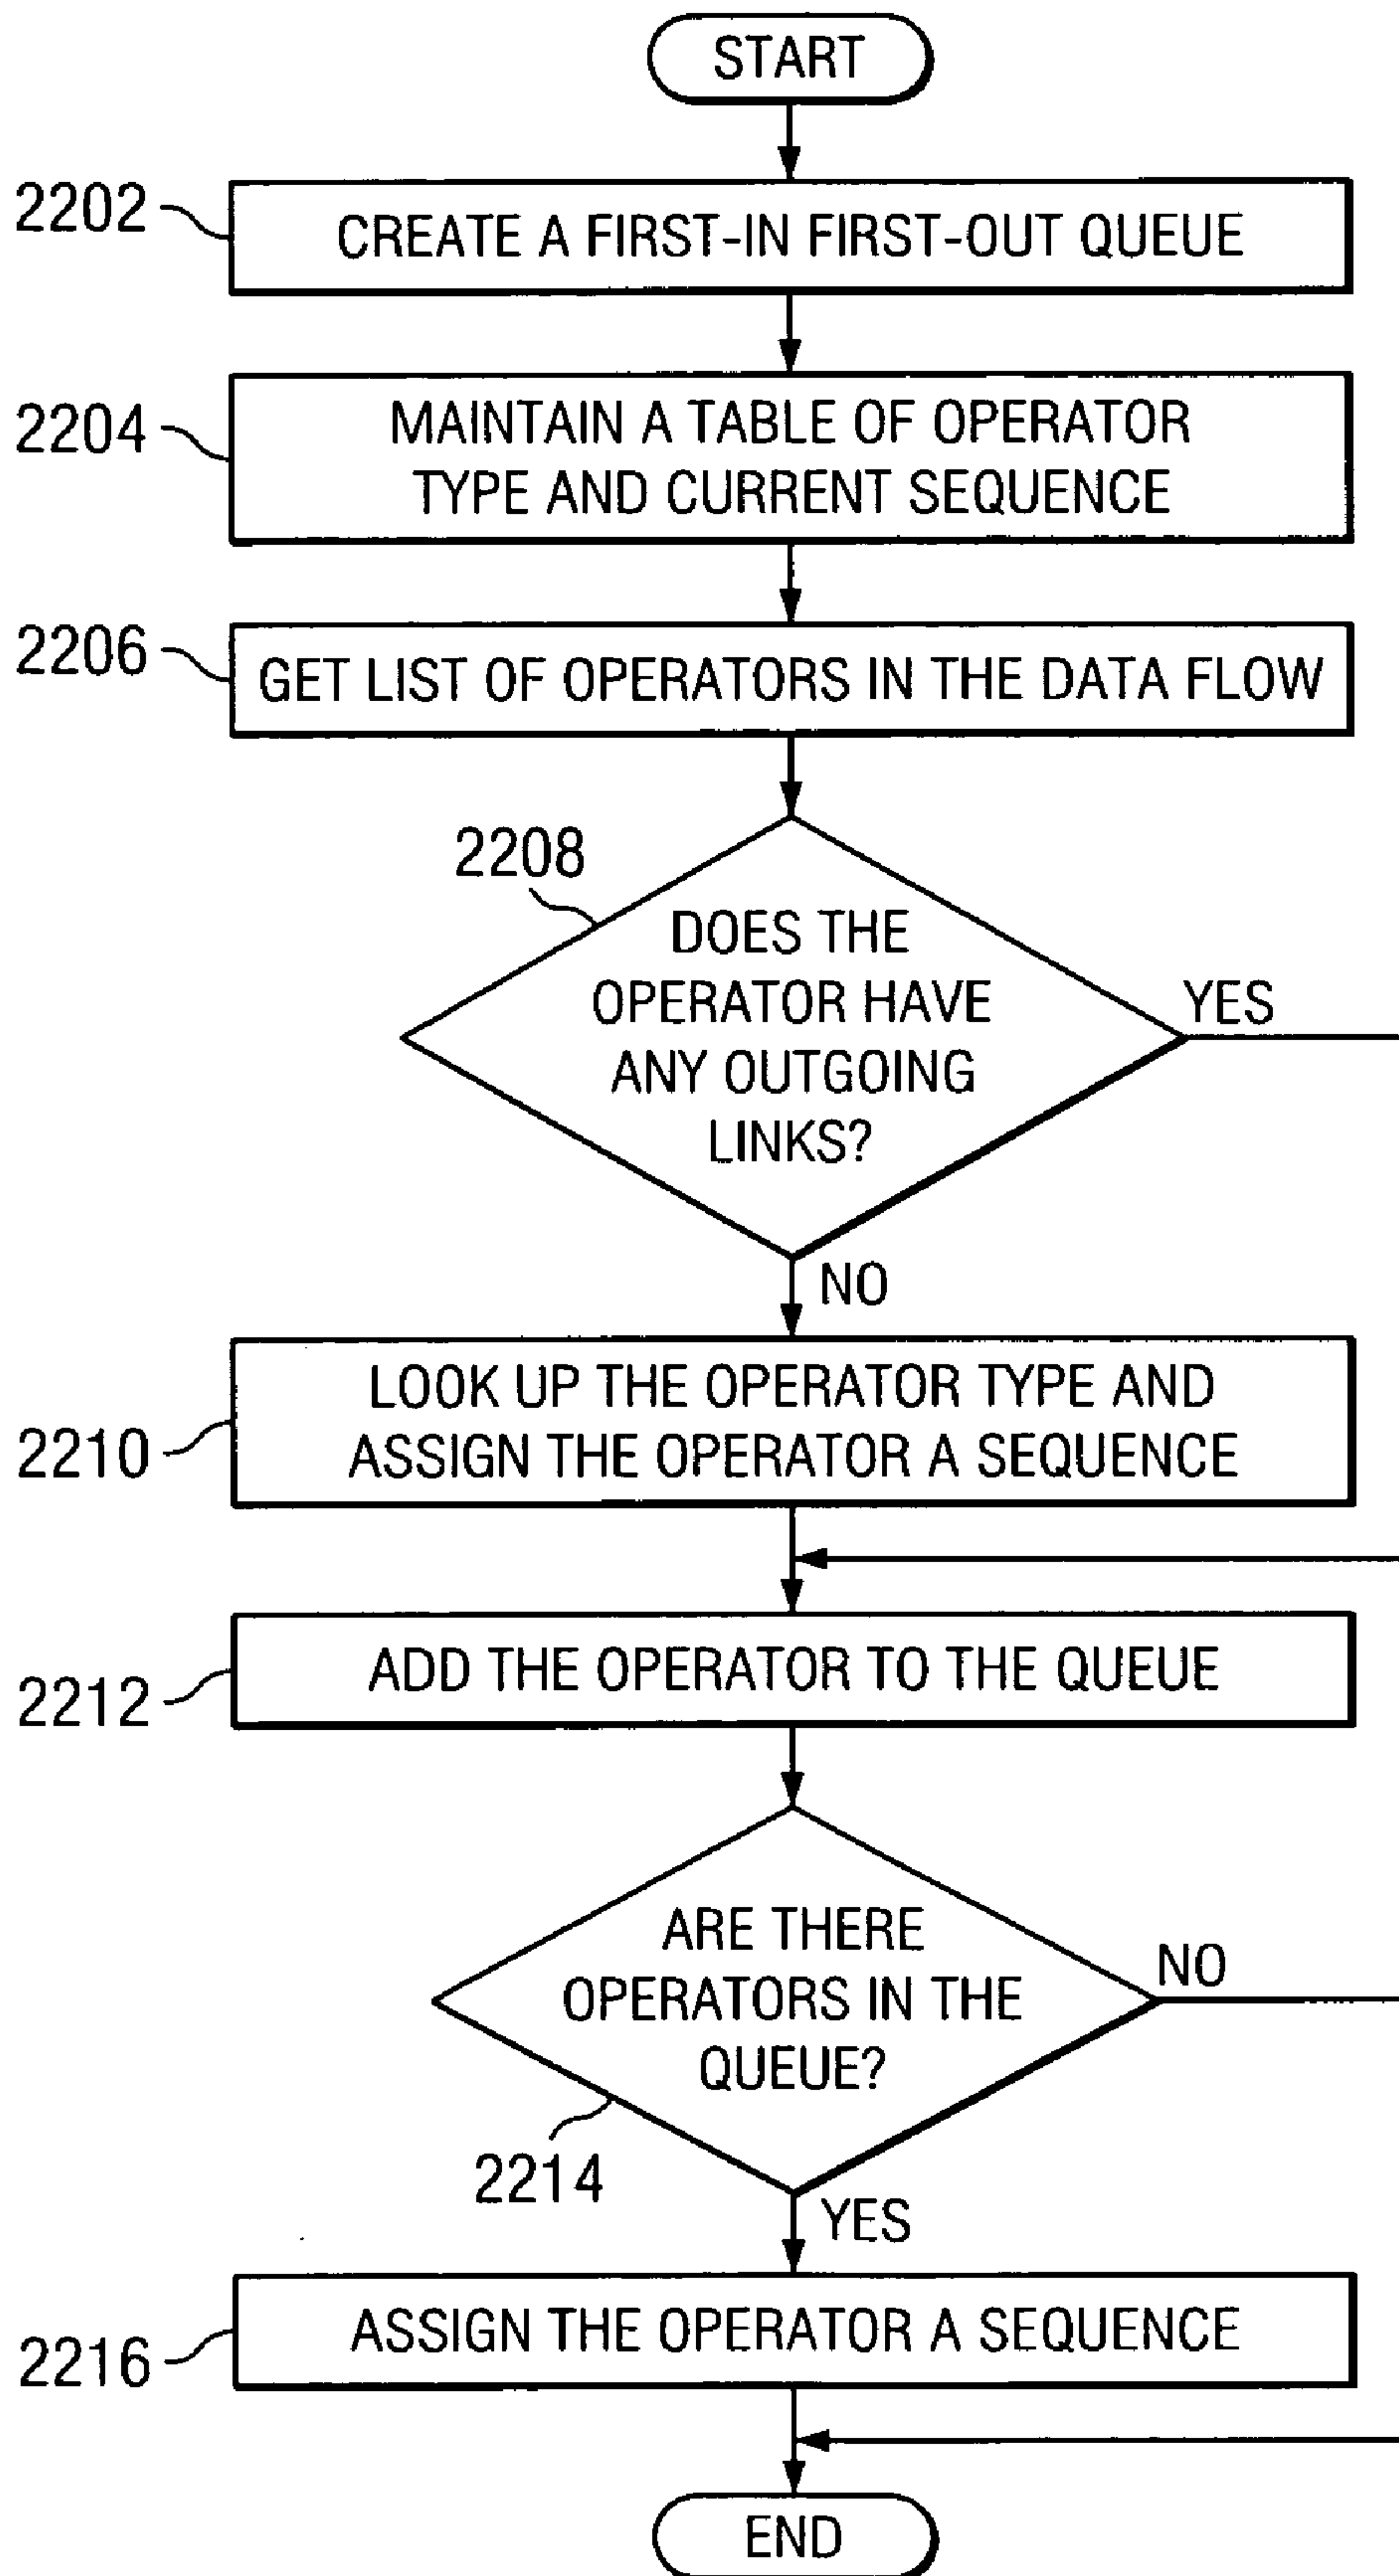 START
2202
CREATE A FIRST-IN FIRST-OUT QUEUE
2204
MAINTAIN A TABLE OF OPERATOR
TYPE AND CURRENT SEQUENCE
2206
GET LIST OF OPERATORS IN THE DATA FLOW
2208
DOES THE
OPERATOR HAVE
ANY OUTGOING
LINKS?
YES
NO
2210
LOOK UP THE OPERATOR TYPE AND
ASSIGN THE OPERATOR A SEQUENCE
2212
ADD THE OPERATOR TO THE QUEUE
ARE THERE
OPERATORS IN THE
QUEUE?
NO
2214
YES
2216
ASSIGN THE OPERATOR A SEQUENCE
END